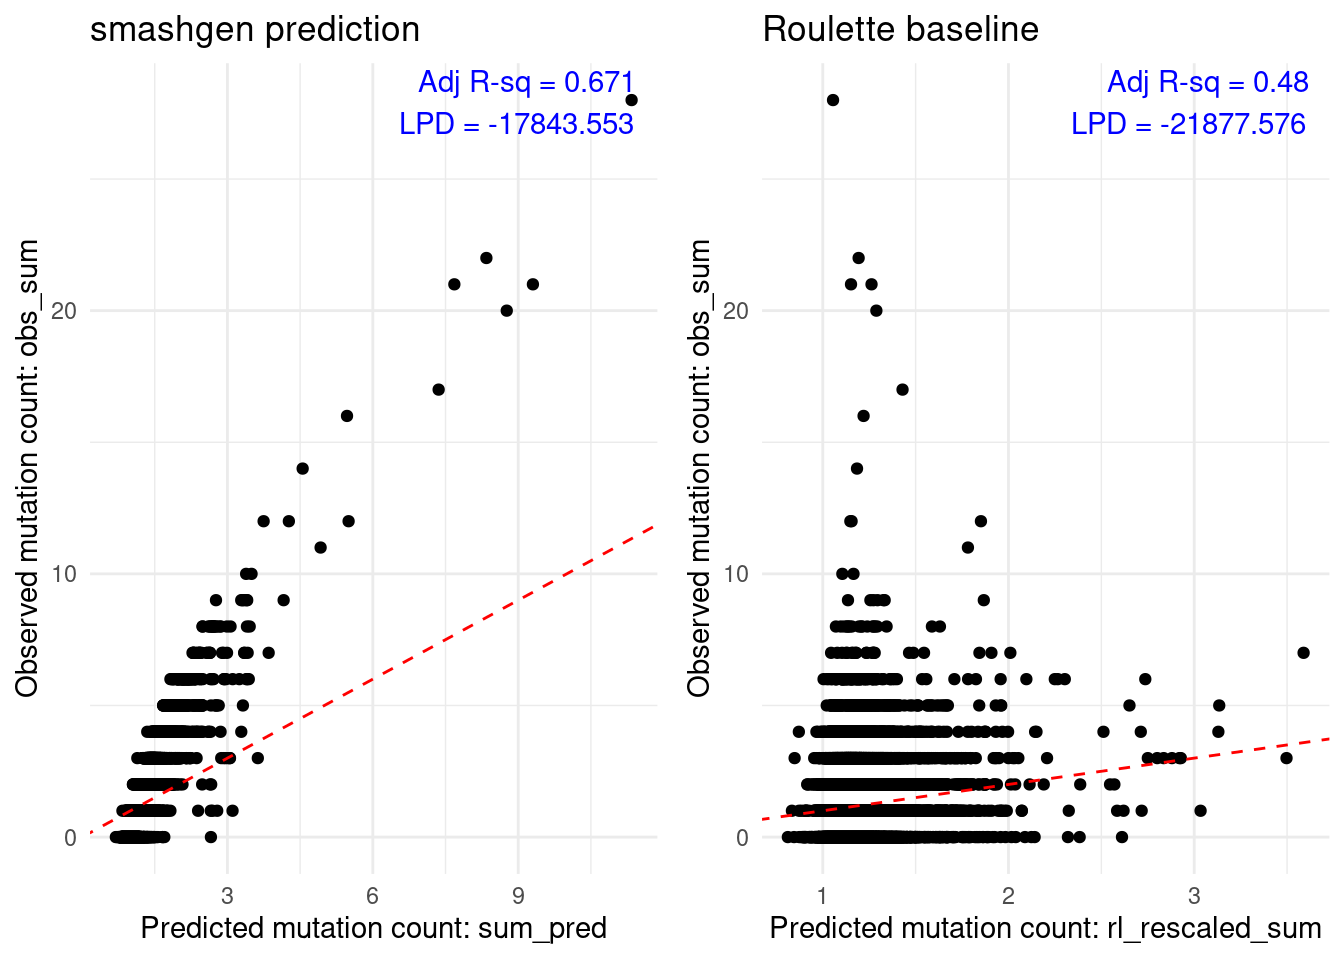 smashgen prediction
Adj R-sq = 0.671
LPD = -17843.553
Observed mutation count: obs_sum
20
10
0
3
6
9
Predicted mutation count: sum_pred
Roulette baseline
Adj R-sq = 0.48
LPD = -21877.576
Observed mutation count: obs_sum
20
10
0
1
2
3
Predicted mutation count: rl_rescaled_sum